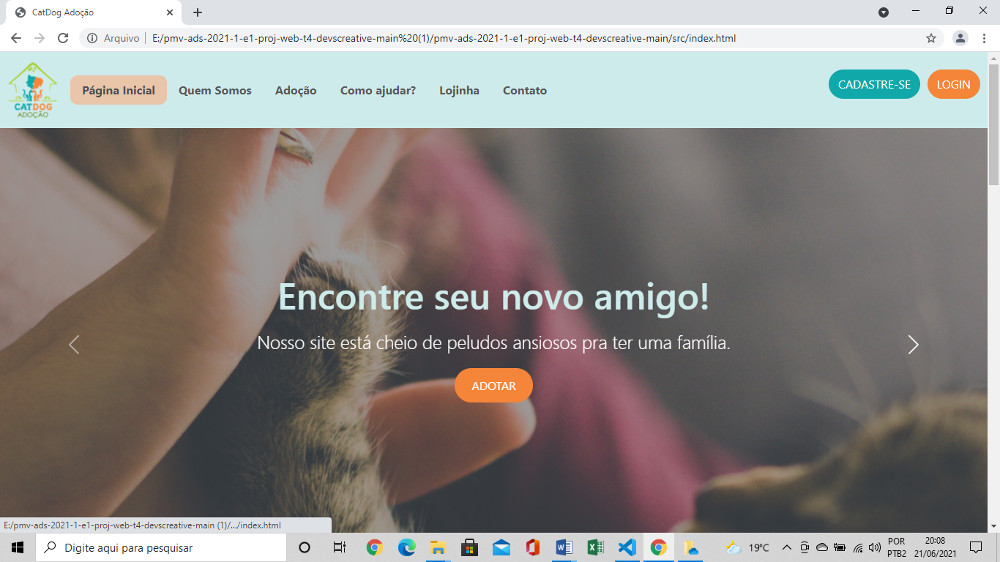 CatDog Adoção
Arquivo
E:/pmv-ads-2021-1-e1-proj-web-t4-devscreative-main%20(1)/pmv-ads-2021-1-e1-proj-web-t4-devscreative-main/src/index.html
CATDOG
ADOÇÃO
Página Inicial
Quem Somos
Adoção
Como ajudar?
Lojinha
Contato
CADASTRE-SE
LOGIN
Encontre seu novo amigo!
Nosso site está cheio de peludos ansiosos pra ter uma família.
ADOTAR
E:/pmv-ads-2021-1-e1-proj-web-t4-devscreative-main (1)/.../index.html
Digite aqui para pesquisar
19°C
POR
PTB2
20:08
21/06/2021